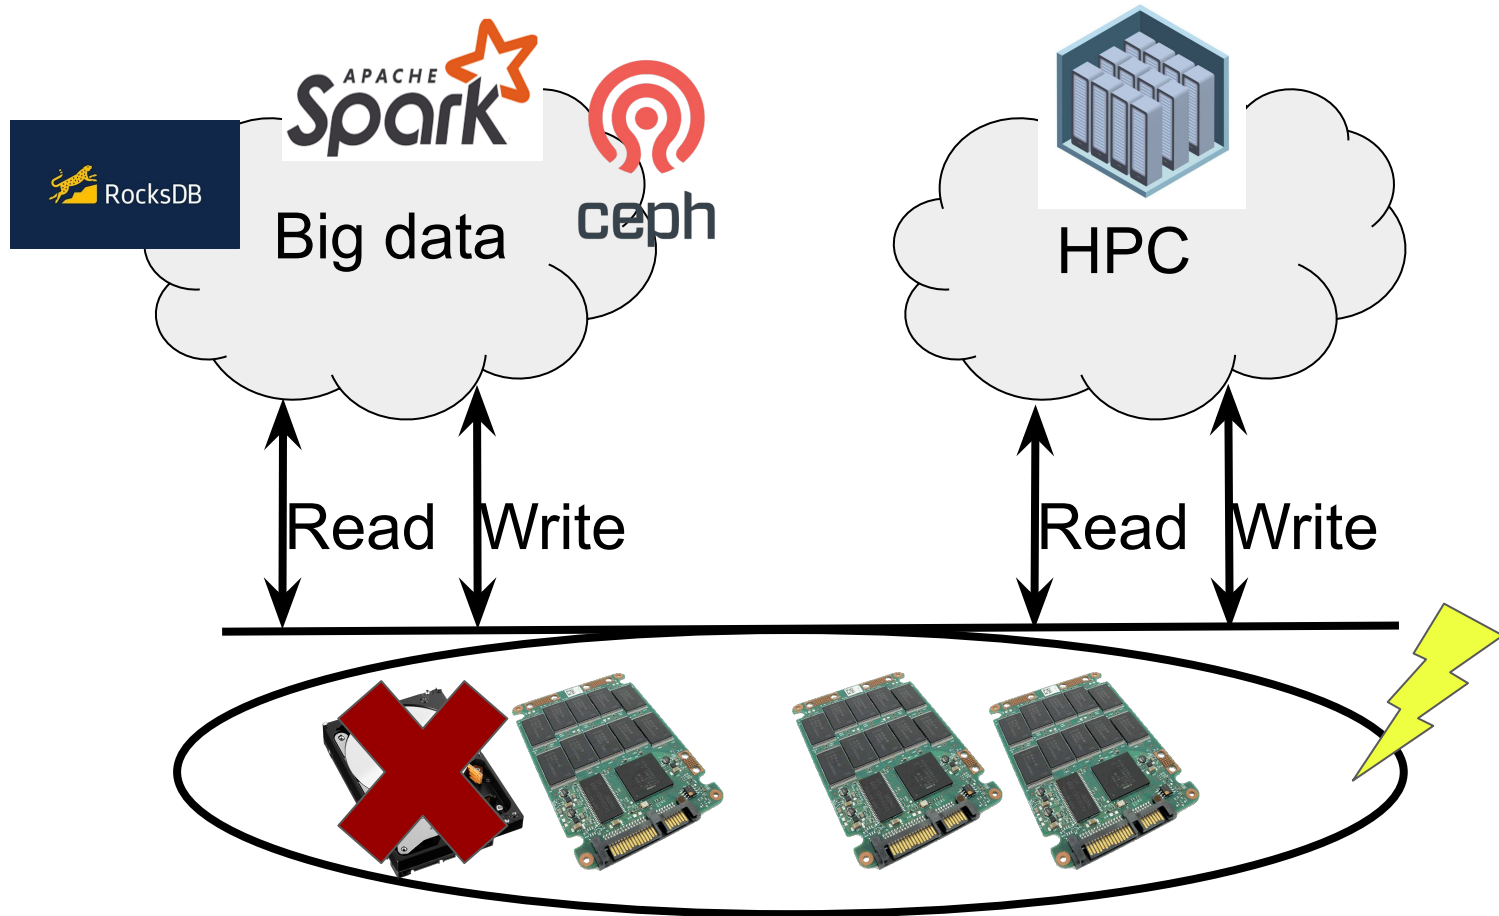 APACHE
Spark
ceph
RocksDB
Big data
HPC
Read
Write
Read
Write